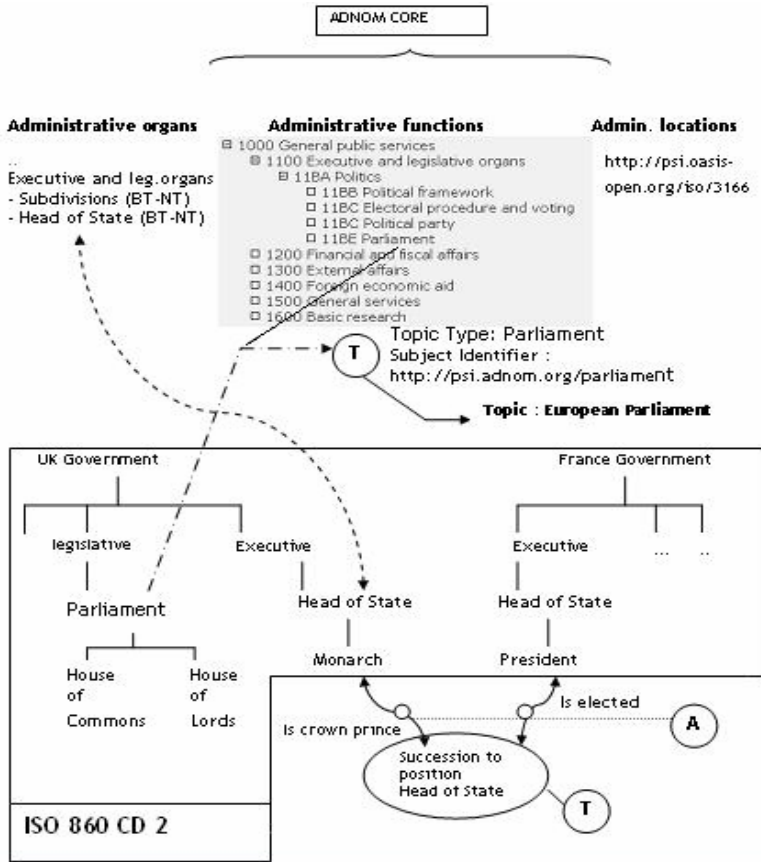 ADNOM CORE
Administrative organs
..
Executive and leg.organs
- Subdivisions (BT-NT)
- Head of State (BT-NT)
Administrative functions
1000 General public services
1100 Executive and legislative organs
11BA Politics
11BB Political framework
11BC Electoral procedure and voting
11BC Political party
11BE Parliament
1200 Financial and fiscal affairs
1300 External affairs
1400 Foreign economic aid
1500 General services
1600 Basic research
Admin. locations
http://psi.oasis-
open.org/iso/3166
T
Topic Type: Parliament
Subject Identifier :
http://psi.adnom.org/parliament
Topic : European Parliament
UK Government
legislative
Executive
Parliament
Head of State
House
of
Commons
House
of
Lords
Monarch
France Government
Executive
...
..
Head of State
President
Is crown prince
Is elected
A
Succession to
position
Head of State
T
ISO 860 CD 2